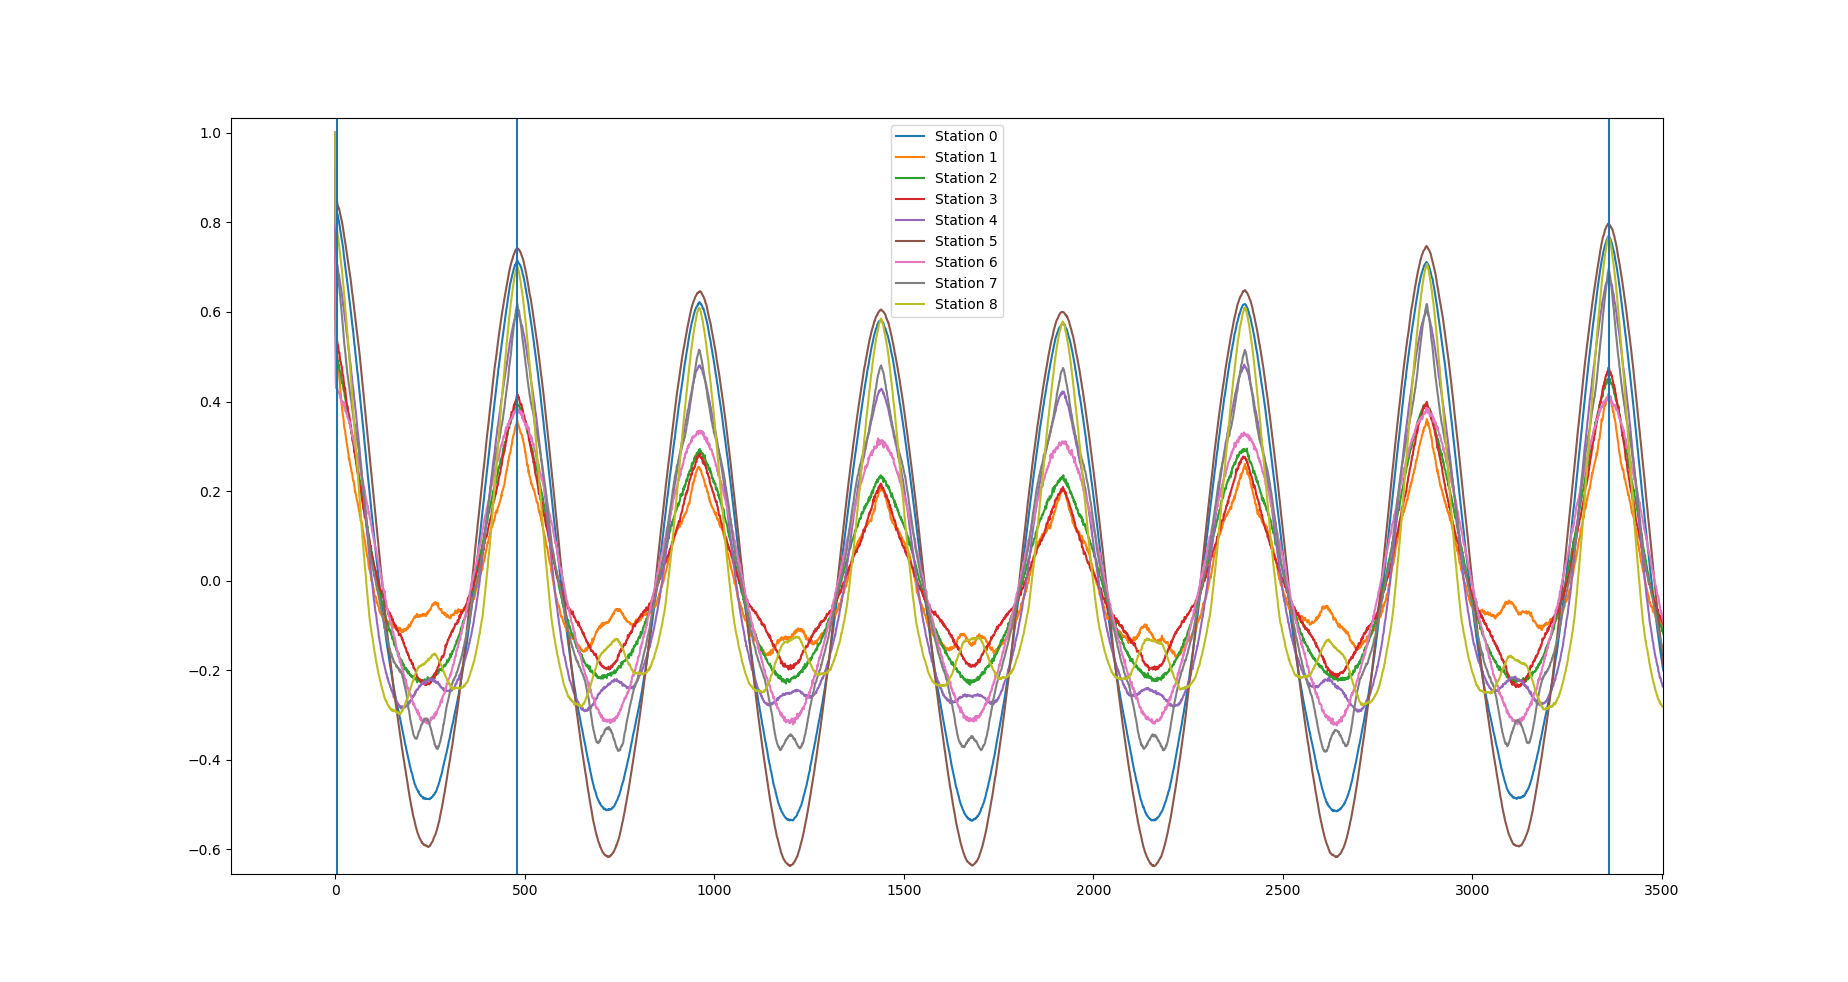 1.0
0.8
0.6
0.4
0.2
0.0
−0.2
−0.4
−0.6
Station 0
Station 1
Station 2
Station 3
Station 4
Station 5
Station 6
Station 7
Station 8
0 500 1000 1500 2000 2500 3000 3500